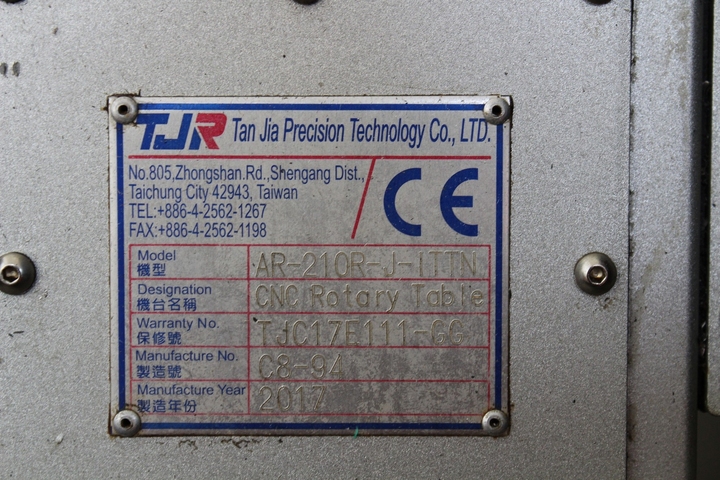 TJR Tan Jia Precision Technology Co., LTD.
No.805,Zhongshan.Rd.,Shengang Dist.,
Taichung City 42943, Taiwan
TEL:+886-4-2562-1267
FAX:+886-4-2562-1198
CE
Model AR-210R-J-ITTN
機型
Designation CNC Rotary Table
機台名稱
Warranty No. TJC17E111-GG
保修號
Manufacture No. C8-94
製造號
Manufacture Year 2017
製造年份